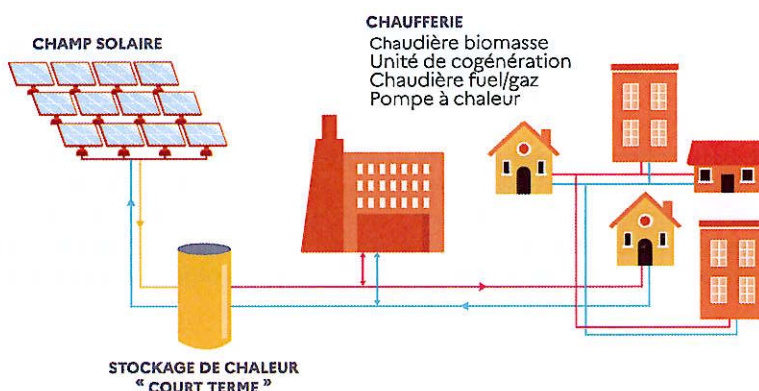 CHAMP SOLAIRE
CHAUFFERIE
Chaudière biomasse
Unité de cogénération
Chaudière fuel/gaz
Pompe à chaleur
STOCKAGE DE CHALEUR
« COURT TERME »